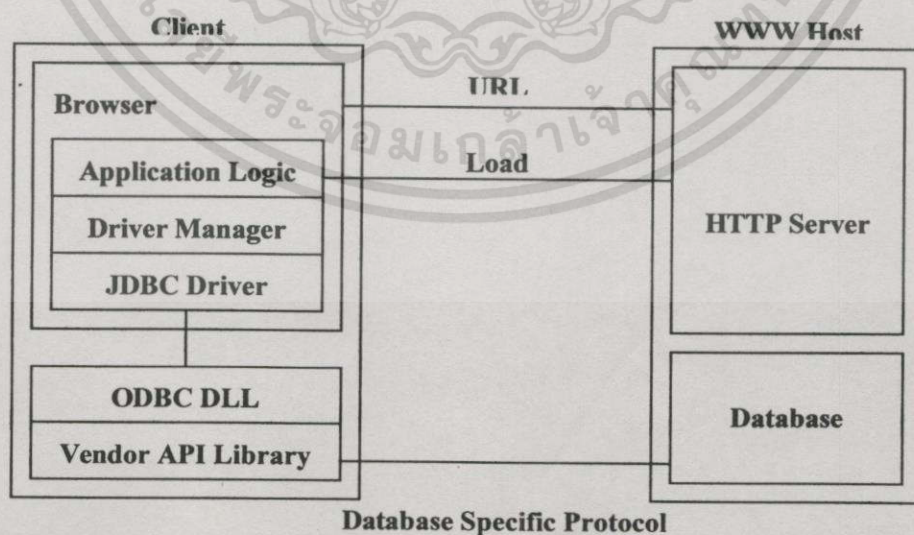 Client
WWW Host
Browser
URL
Application Logic
Load
Driver Manager
HTTP Server
JDBC Driver
ODBC DLL
Database
Vendor API Library
Database Specific Protocol